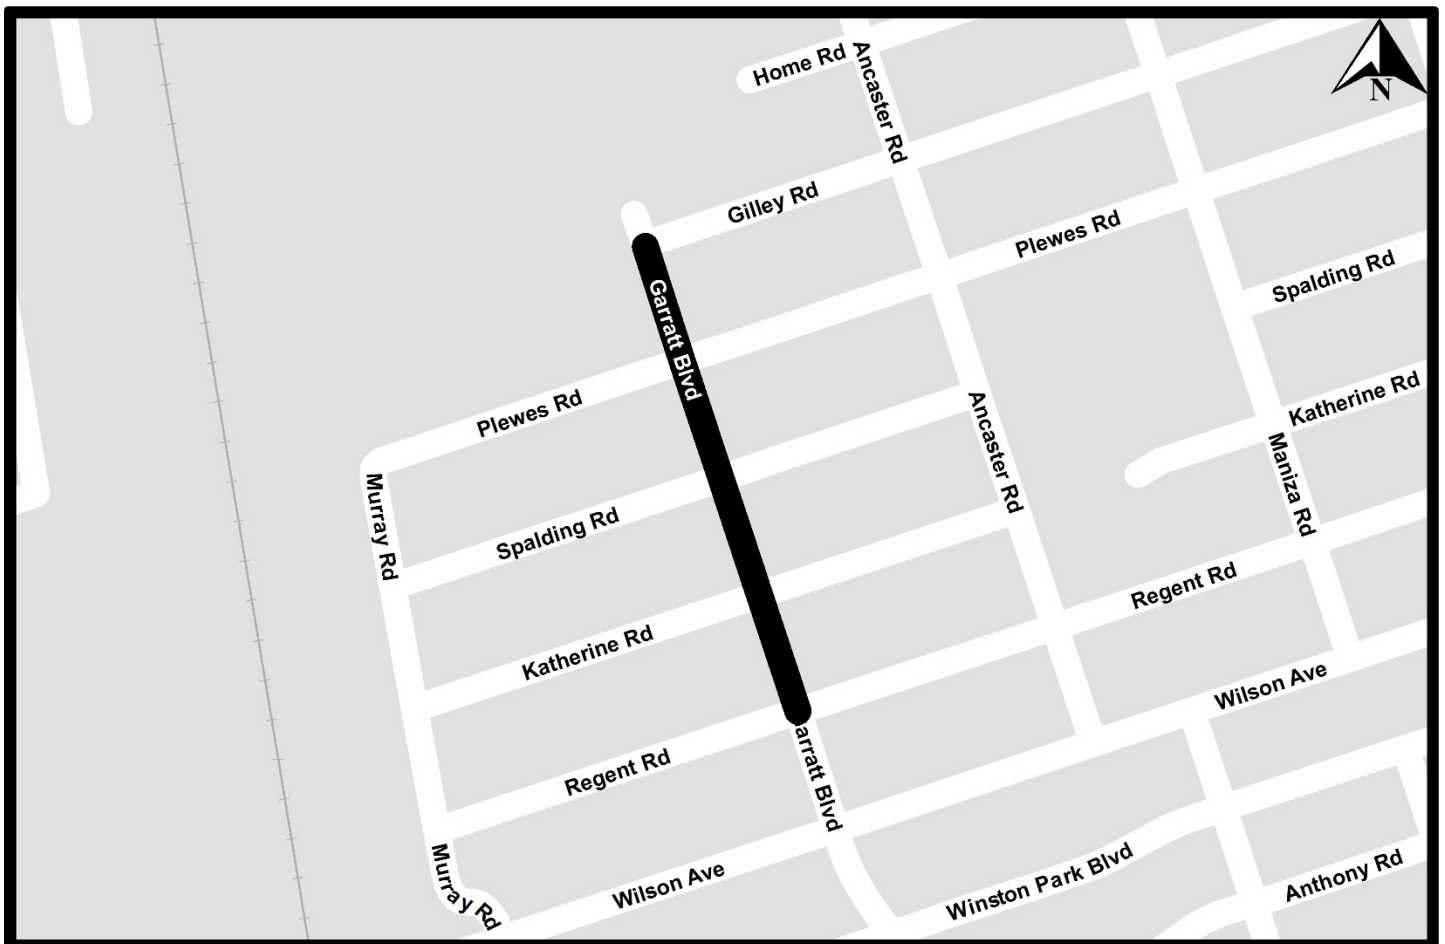 Home Rd
Ancaster Rd
N
Gilley Rd
Plewes Rd
Spalding Rd
Garratt Blvd
Plewes Rd
Katherine Rd
Ancaster Rd
Maniza Rd
Murray Rd
Spalding Rd
Regent Rd
Katherine Rd
Wilson Ave
Regent Rd
arratt Blvd
Murray Rd
Wilson Ave
Winston Park Blvd
Anthony Rd